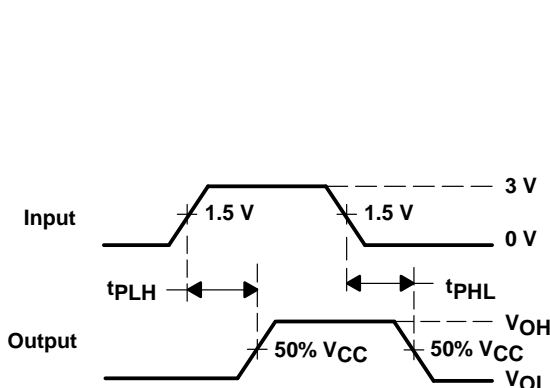 3 V
Input
1.5 V
1.5 V
0 V
tPLH
tPHL
Output
VOH
50% VCC
50% VCC
VOL